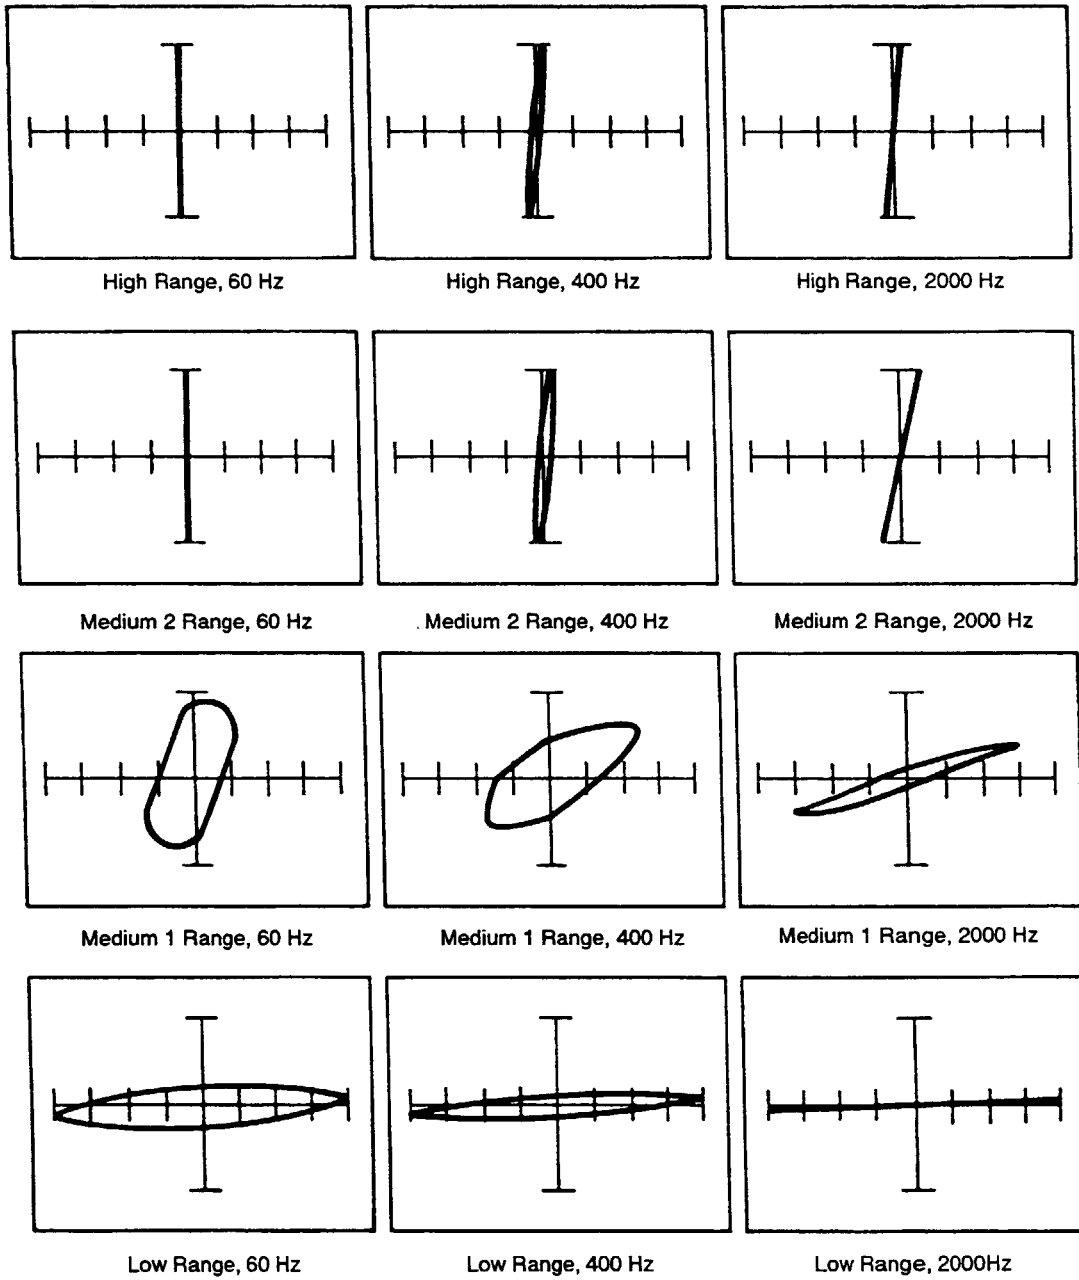 High Range, 60 Hz
High Range, 400 Hz
High Range, 2000 Hz
Medium 2 Range, 60 Hz
. Medium 2 Range, 400 Hz
Medium 2 Range, 2000 Hz
Medium 1 Range, 60 Hz
Medium 1 Range, 400 Hz
Medium 1 Range, 2000 Hz
Low Range, 60 Hz
Low Range, 400 Hz
Low Range, 2000Hz